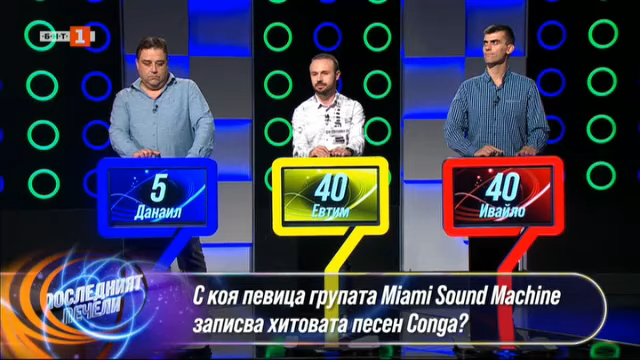 БНТ 1
5
Данаил
40
Евтим
40
Ивайло
ПОСЛЕДНИЯТ
ПЕЧЕЛИ
С коя певица групата Miami Sound Machine
записва хитовата песен Conga?